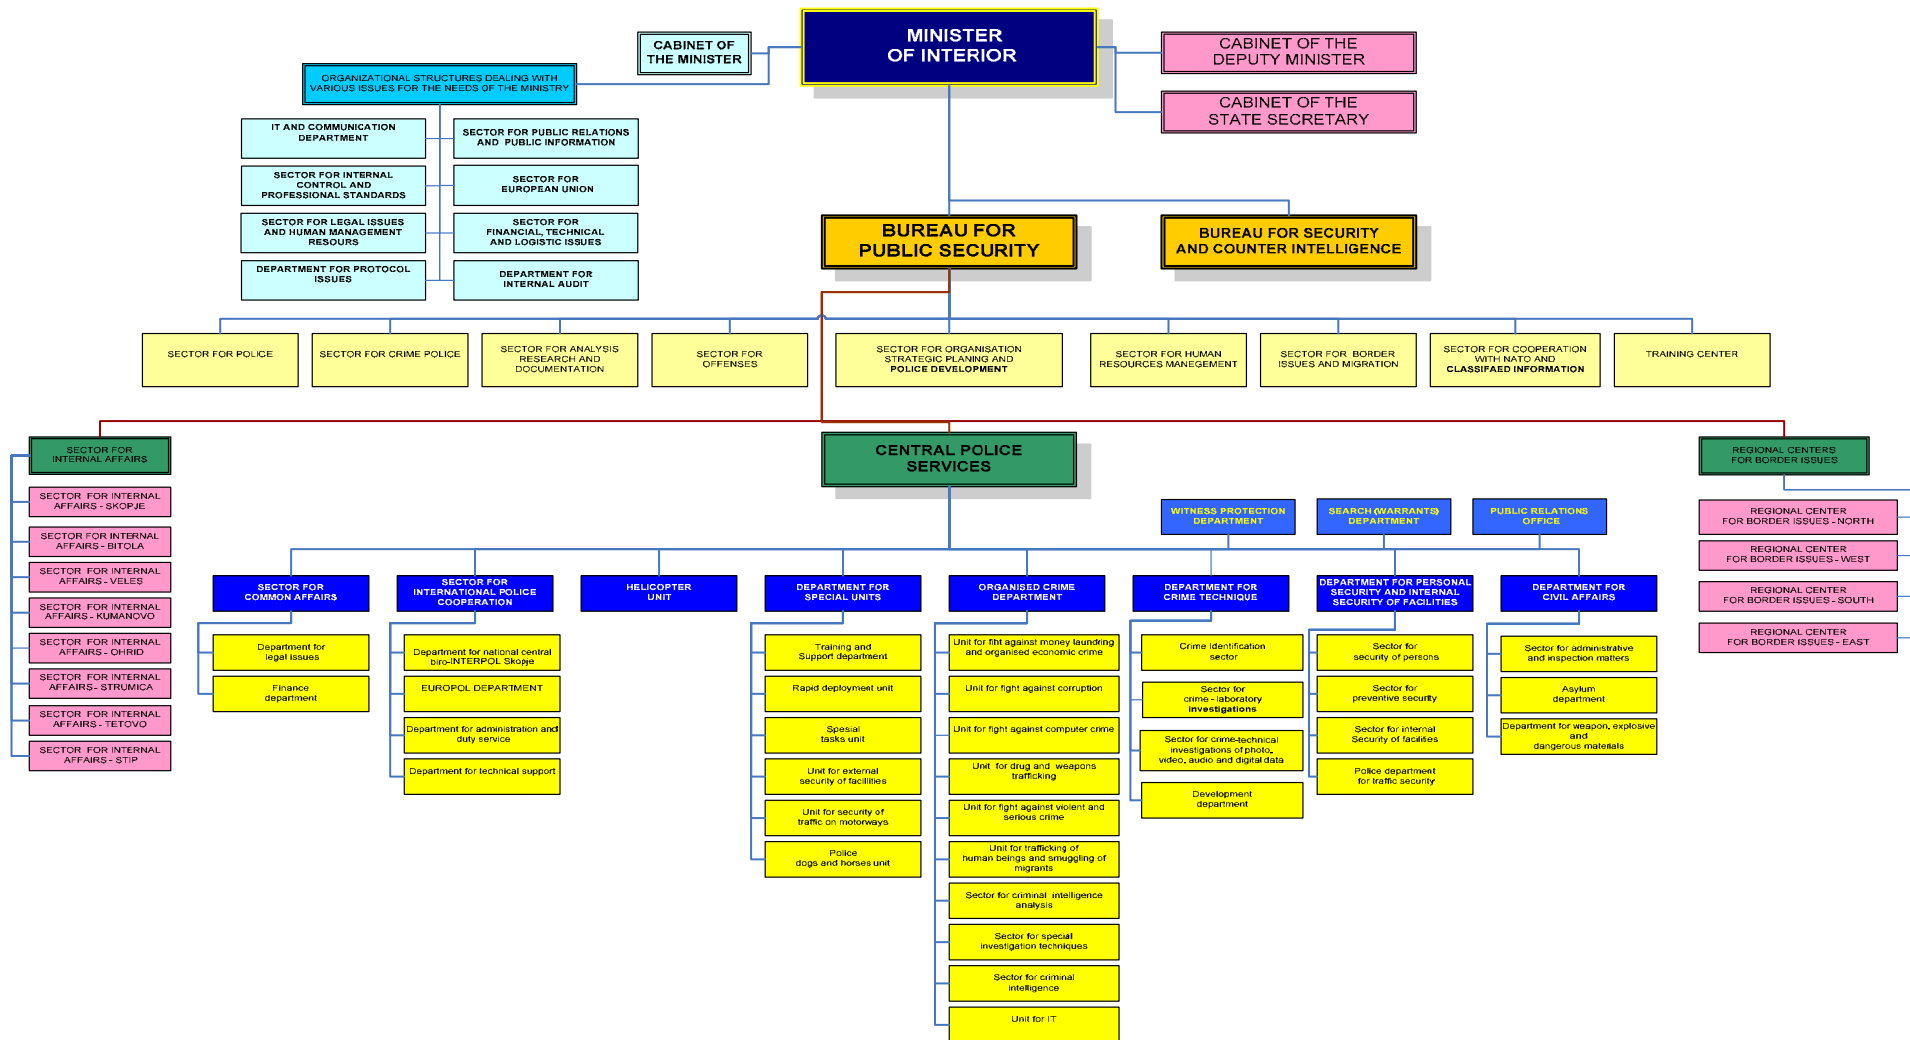 MINISTER
OF INTERIOR
CABINET OF
THE MINISTER
CABINET OF THE
DEPUTY MINISTER
CABINET OF THE
STATE SECRETARY
ORGANIZATIONAL STRUCTURES DEALING WITH
VARIOUS ISSUES FOR THE NEEDS OF THE MINISTRY
IT AND COMMUNICATION
DEPARTMENT
SECTOR FOR PUBLIC RELATIONS
AND PUBLIC INFORMATION
SECTOR FOR INTERNAL
CONTROL AND
PROFESSIONAL STANDARDS
SECTOR FOR
EUROPEAN UNION
SECTOR FOR LEGAL ISSUES
AND HUMAN MANAGEMENT
RESOURS
SECTOR FOR
FINANCIAL, TECHNICAL
AND LOGISTIC ISSUES
DEPARTMENT FOR PROTOCOL
ISSUES
DEPARTMENT FOR
INTERNAL AUDIT
BUREAU FOR
PUBLIC SECURITY
BUREAU FOR SECURITY
AND COUNTER INTELLIGENCE
SECTOR FOR POLICE
SECTOR FOR CRIME POLICE
SECTOR FOR ANALYSIS
RESEARCH AND
DOCUMENTATION
SECTOR FOR
OFFENSES
SECTOR FOR ORGANISATION
STRATEGIC PLANING AND
POLICE DEVELOPMENT
SECTOR FOR HUMAN
RESOURCES MANEGEMENT
SECTOR FOR BORDER
ISSUES AND MIGRATION
SECTOR FOR COOPERATION
WITH NATO AND
CLASSIFAED INFORMATION
TRAINING CENTER
SECTOR FOR
INTERNAL AFFAIRS
SECTOR FOR INTERNAL
AFFAIRS - SKOPJE
SECTOR FOR INTERNAL
AFFAIRS - BITOLA
SECTOR FOR INTERNAL
AFFAIRS - VELES
SECTOR FOR INTERNAL
AFFAIRS - KUMANOVO
SECTOR FOR INTERNAL
AFFAIRS - OHRID
SECTOR FOR INTERNAL
AFFAIRS - STRUMICA
SECTOR FOR INTERNAL
AFFAIRS - TETOVO
SECTOR FOR INTERNAL
AFFAIRS - STIP
CENTRAL POLICE
SERVICES
WITNESS PROTECTION
DEPARTMENT
SEARCH (WARRANTS)
DEPARTMENT
PUBLIC RELATIONS
OFFICE
SECTOR FOR
COMMON AFFAIRS
Department for
legal issues
Finance
department
SECTOR FOR
INTERNATIONAL POLICE
COOPERATION
Department for national central
biro-INTERPOL Skopje
EUROPOL DEPARTMENT
Department for administration and
duty service
Department for technical support
HELICOPTER
UNIT
DEPARTMENT FOR
SPECIAL UNITS
Training and
Support department
Rapid deployment unit
Spesial
tasks unit
Unit for external
security of facillities
Unit for security of
traffic on motorways
Police
dogs and horses unit
ORGANISED CRIME
DEPARTMENT
Unit for fiht against money laundring
and organised economic crime
Unit for fight against corruption
Unit for fight against computer crime
Unit for drug and weapons
trafficking
Unit for fight against violent and
serious crime
Unit for trafficking of
human beings and smuggling of
migrants
Sector for criminal intelligence
analysis
Sector for special
investigation techniques
Sector for criminal
intelligence
Unit for IT
DEPARTMENT FOR
CRIME TECHNIQUE
Crime Identification
sector
Sector for
crime - laboratory
investigations
Sector for crime-technical
investigations of photo,
video, audio and digital data
Development
department
DEPARTMENT FOR PERSONAL
SECURITY AND INTERNAL
SECURITY OF FACILITIES
Sector for
security of persons
Sector for
preventive security
Sector for internal
Security of facilities
Police department
for traffic security
DEPARTMENT FOR
CIVIL AFFAIRS
Sector for administrative
and inspection matters
Asylum
department
Department for weapon, explosive
and
dangerous materials
REGIONAL CENTERS
FOR BORDER ISSUES
REGIONAL CENTER
FOR BORDER ISSUES - NORTH
REGIONAL CENTER
FOR BORDER ISSUES - WEST
REGIONAL CENTER
FOR BORDER ISSUES - SOUTH
REGIONAL CENTER
FOR BORDER ISSUES - EAST